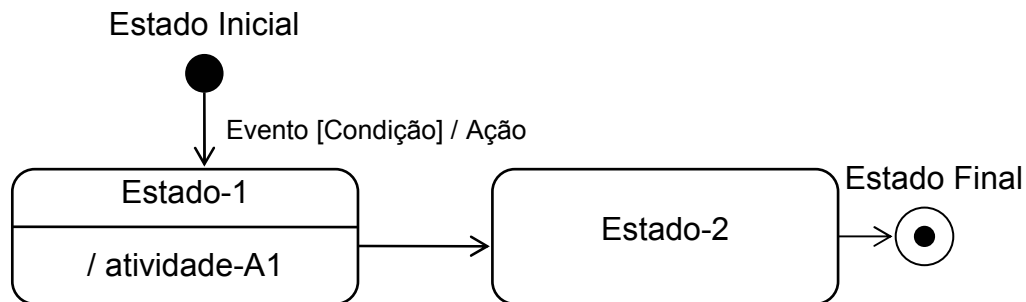 Estado Inicial
Evento [Condição] / Ação
Estado-1
/ atividade-A1
Estado-2
Estado Final